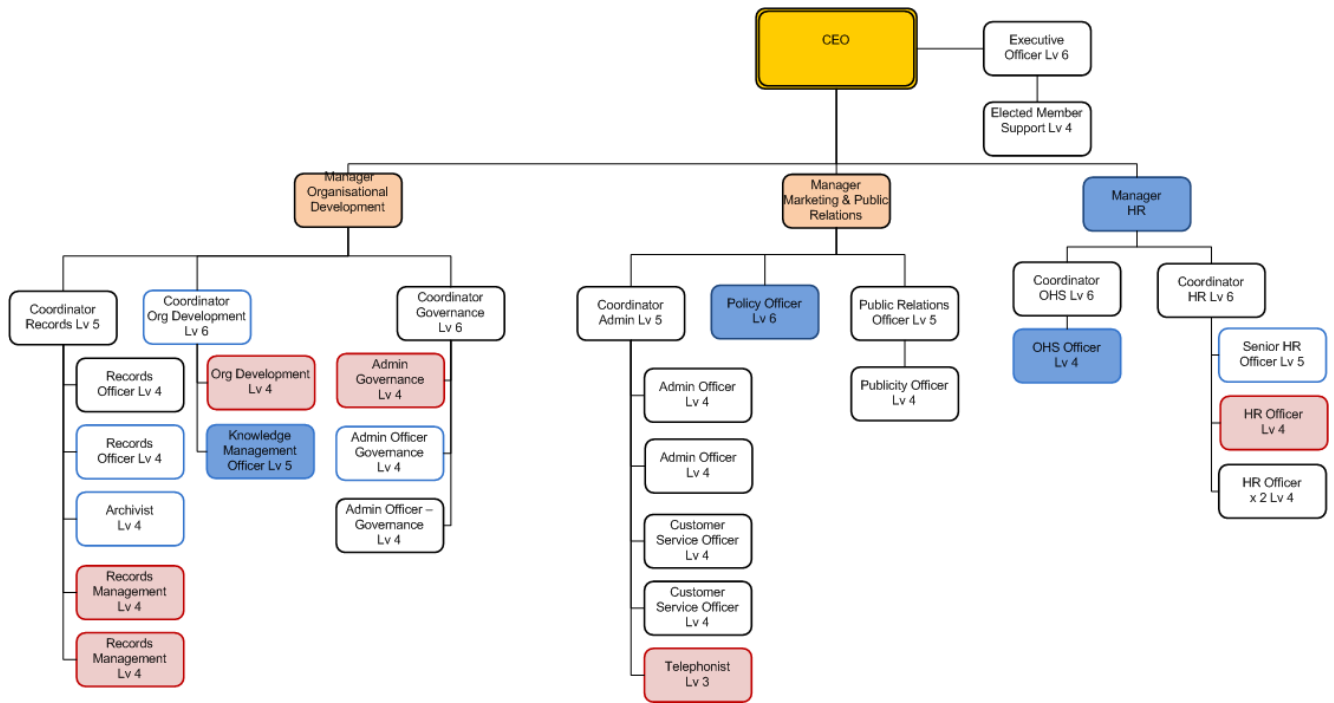 CEO
Executive
Officer Lv 6
Elected Member
Support Lv 4
Manager
Organisational
Development
Manager
Marketing & Public
Relations
Manager
HR
Coordinator
Records Lv 5
Coordinator
Org Development
Lv 6
Coordinator
Governance
Lv 6
Coordinator
Admin Lv 5
Policy Officer
Lv 6
Public Relations
Officer Lv 5
Coordinator
OHS Lv 6
Coordinator
HR Lv 6
Records
Officer Lv 4
Records
Officer Lv 4
Archivist
Lv 4
Records
Management
Lv 4
Records
Management
Lv 4
Org Development
Lv 4
Knowledge
Management
Officer Lv 5
Admin
Governance
Lv 4
Admin Officer
Governance
Lv 4
Admin Officer –
Governance
Lv 4
Admin Officer
Lv 4
Admin Officer
Lv 4
Customer
Service Officer
Lv 4
Customer
Service Officer
Lv 4
Telephonist
Lv 3
Publicity Officer
Lv 4
OHS Officer
Lv 4
Senior HR
Officer Lv 5
HR Officer
Lv 4
HR Officer
x 2 Lv 4